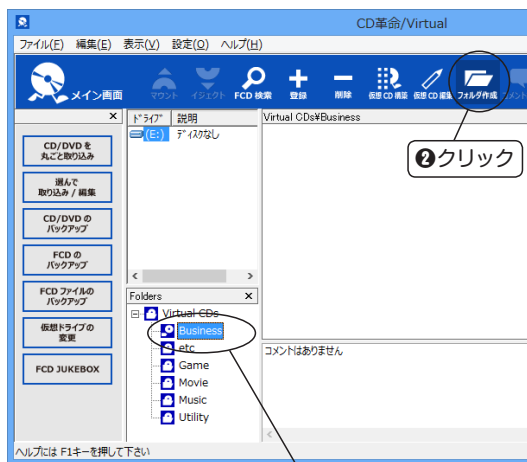 CD革命/Virtual
ファイル(F) 編集(E) 表示(V) 設定(O) ヘルプ(H)
メイン画面 マウント イジェクト FCD 検索 登録 削除 仮想 CD 構築 仮想 CD 編集 フォルダ作成 コメント
ドライブ 説明
(E:) ディスクなし
Virtual CDs¥Business
❷クリック
CD/DVD を
丸ごと取り込み
選んで
取り込み / 編集
CD/DVD の
バックアップ
FCD の
バックアップ
FCD ファイルの
バックアップ
仮想ドライブの
変更
FCD JUKEBOX
Folders
Virtual CDs
Business
etc
Game
Movie
Music
Utility
コメントはありません
ヘルプには F1キーを押して下さい